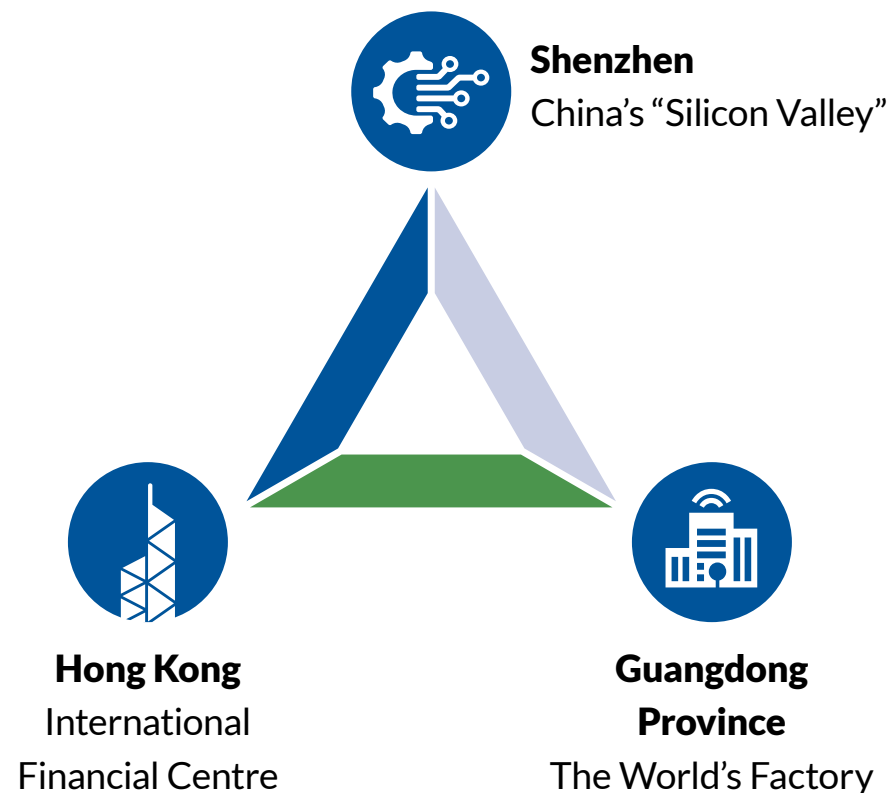 Shenzhen
China’s “Silicon Valley”
Hong Kong
International
Financial Centre
Guangdong
Province
The World’s Factory